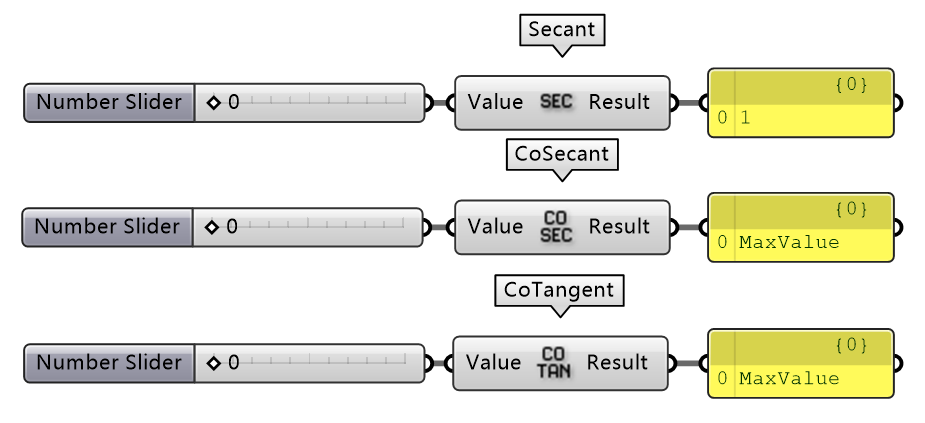 Secant
Number Slider 0 Value SEC Result {0}
0 1
CoSecant
Number Slider 0 Value CO SEC Result {0}
0 MaxValue
CoTangent
Number Slider 0 Value CO TAN Result {0}
0 MaxValue